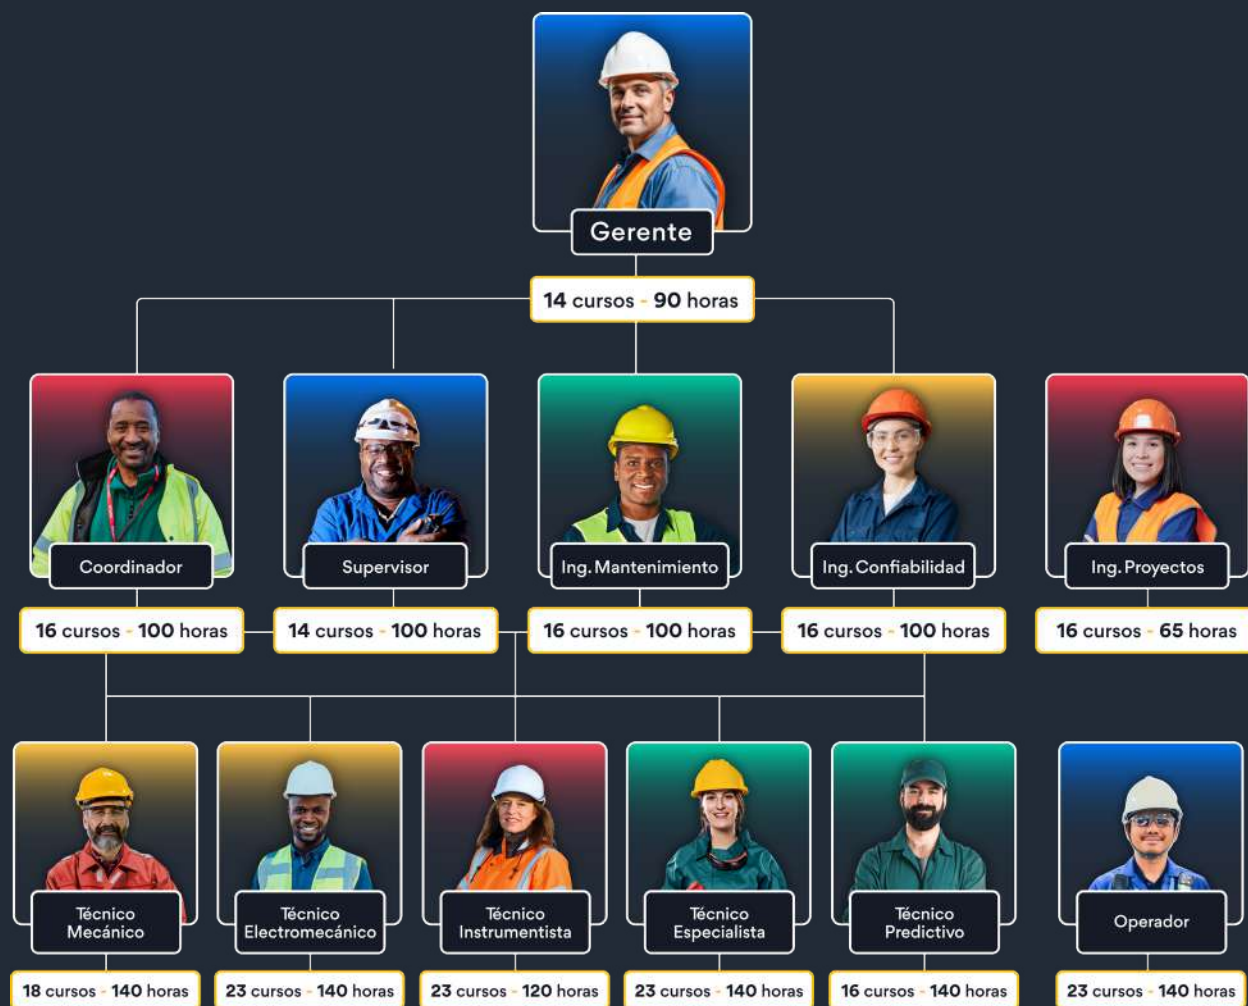 Gerente
14 cursos - 90 horas
Coordinador
Supervisor
Ing. Mantenimiento
Ing. Confiabilidad
Ing. Proyectos
16 cursos - 100 horas
14 cursos - 100 horas
16 cursos - 100 horas
16 cursos - 100 horas
16 cursos - 65 horas
Técnico
Mecánico
Técnico
Electromecánico
Técnico
Instrumentista
Técnico
Especialista
Técnico
Predictivo
Operador
18 cursos - 140 horas
23 cursos - 140 horas
23 cursos - 120 horas
23 cursos - 140 horas
16 cursos - 140 horas
23 cursos - 140 horas